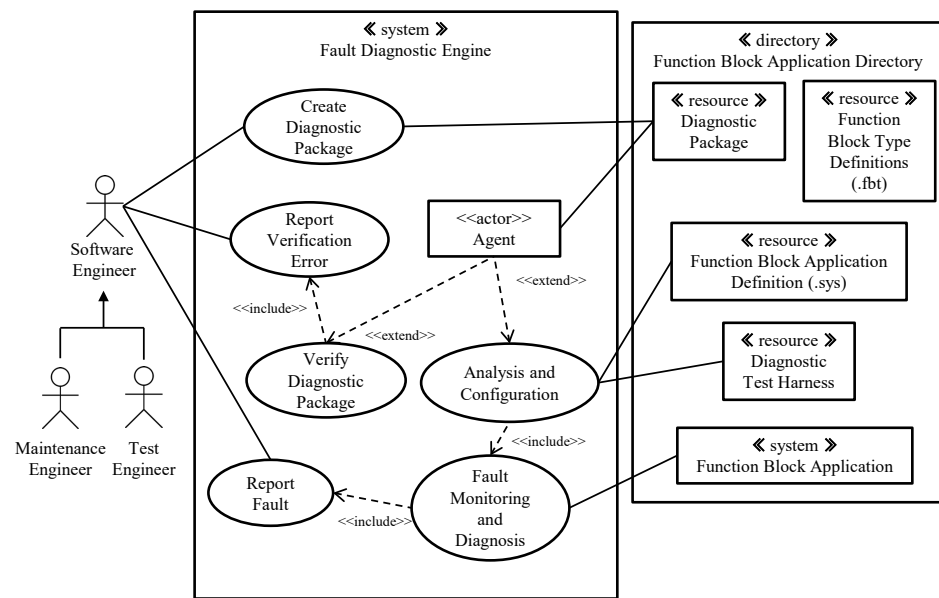 ≪ system ≫
Fault Diagnostic Engine
≪ directory ≫
Function Block Application Directory
Create
Diagnostic
Package
≪ resource ≫
Diagnostic
Package
≪ resource ≫
Function
Block Type
Definitions
(.fbt)
Software
Engineer
Report
Verification
Error
<<actor>>
Agent
≪ resource ≫
Function Block Application
Definition (.sys)
<<include>>
<<extend>>
<<extend>>
Verify
Diagnostic
Package
Analysis and
Configuration
≪ resource ≫
Diagnostic
Test Harness
Maintenance
Engineer
Test
Engineer
<<include>>
Report
Fault
<<include>>
Fault
Monitoring
and
Diagnosis
≪ system ≫
Function Block Application